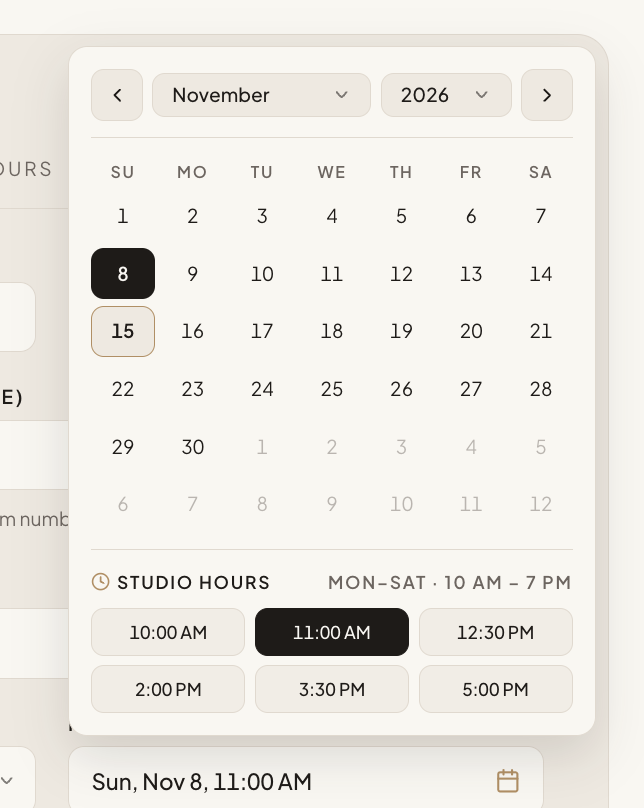 November 2026
OURS
SU MO TU WE TH FR SA
1 2 3 4 5 6 7
8 9 10 11 12 13 14
15 16 17 18 19 20 21
22 23 24 25 26 27 28
E)
29 30 1 2 3 4 5
6 7 8 9 10 11 12
m numb
STUDIO HOURS MON–SAT · 10 AM – 7 PM
10:00 AM 11:00 AM 12:30 PM
2:00 PM 3:30 PM 5:00 PM
Sun, Nov 8, 11:00 AM